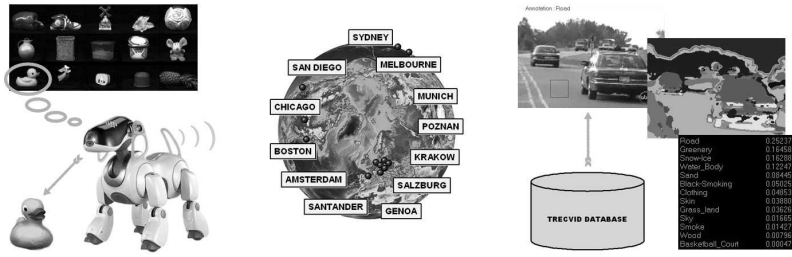 SYDNEY
SAN DIEGO
MELBOURNE
CHICAGO
MUNICH
POZNAN
BOSTON
KRAKOW
AMSTERDAM
SALZBURG
SANTANDER
GENOA
Annotation : Road
TRECVID DATABASE
Road 0.25237
Greenery 0.16458
Snow-Ice 0.16288
Water_Body 0.12247
Sand 0.08445
Black-Smoking 0.05025
Clothing 0.04853
Skin 0.03880
Grass_land 0.03626
Sky 0.01665
Smoke 0.01427
Wood 0.00796
Basketball_Court 0.00047